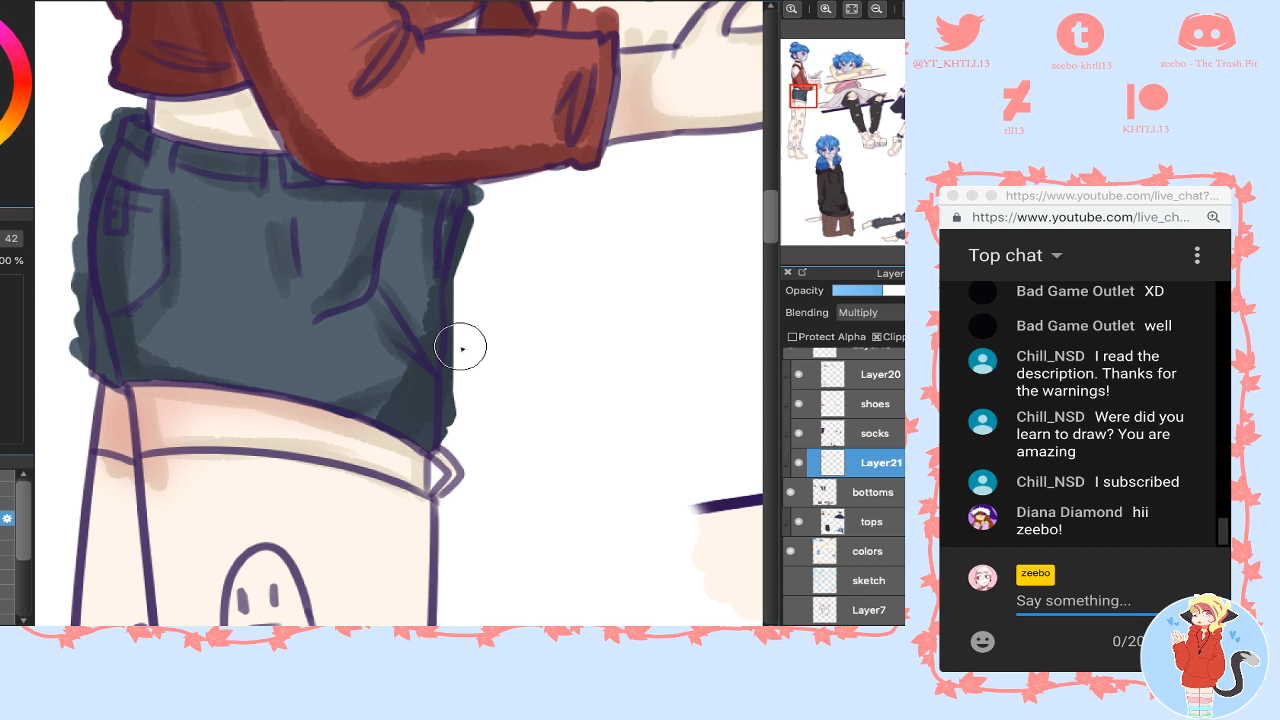 @YT_KHTLL13
zeebo-khtll13
zeebo - The Trash Pit
tll13
KHTLL13
https://www.youtube.com/live_chat?...
https://www.youtube.com/live_ch...
Top chat
Bad Game Outlet XD
Bad Game Outlet well
Chill_NSD I read the
description. Thanks for
the warnings!
Chill_NSD Were did you
learn to draw? You are
amazing
Chill_NSD I subscribed
Diana Diamond hii
zeebo!
zeebo
Say something...
0/20
42
00 %
Layer
Opacity
Blending Multiply
Protect Alpha Clipp
Layer20
shoes
socks
Layer21
bottoms
tops
colors
sketch
Layer7